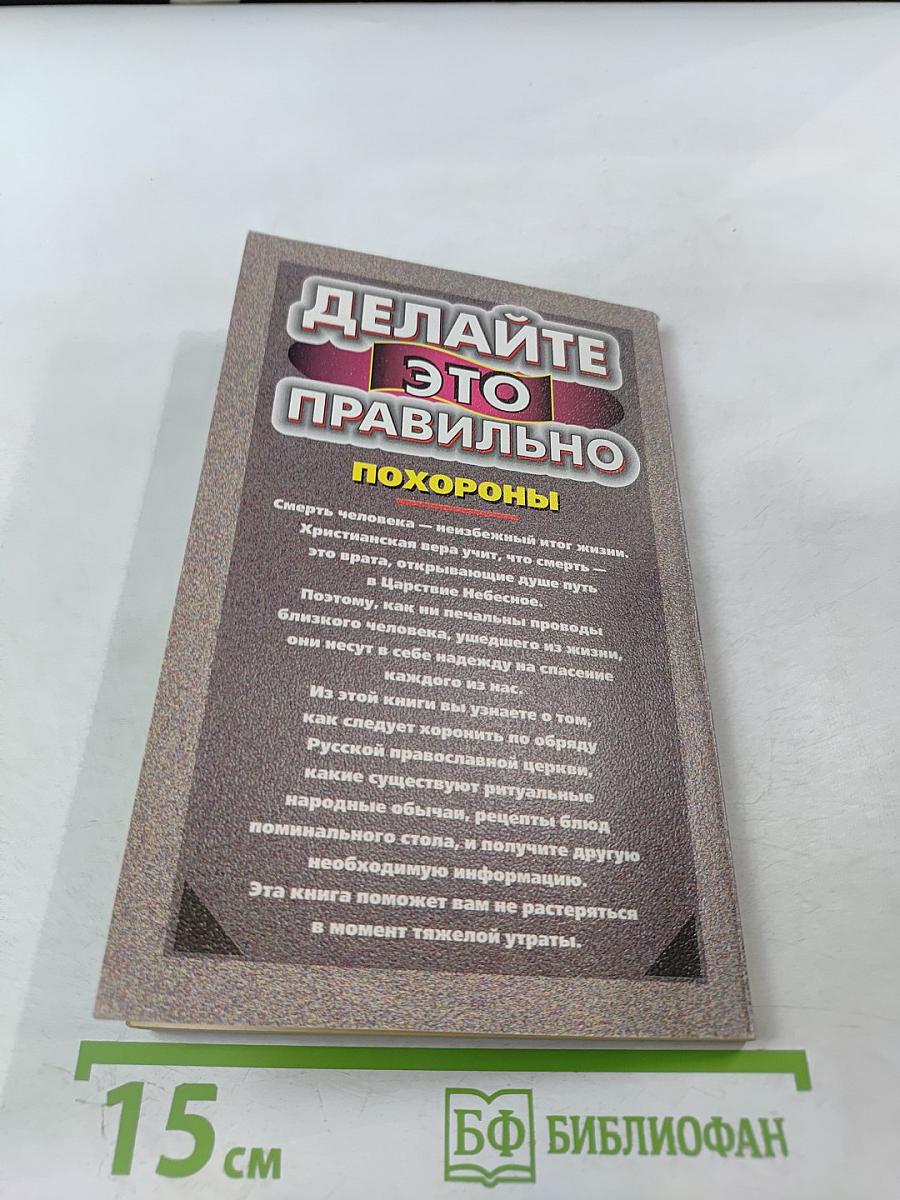 ДЕЛАЙТЕ
ЭТО
ПРАВИЛЬНО
ПОХОРОНЫ
Смерть человека — неизбежный итог жизни.
Христианская вера учит, что смерть —
это врата, открывающие душе путь
в Царствие Небесное.
Поэтому, как ни печальны проводы
близкого человека, ушедшего из жизни,
они несут в себе надежду на спасение
каждого из нас.
Из этой книги вы узнаете о том,
как следует хоронить по обряду
Русской православной церкви,
какие существуют ритуальные
народные обычаи, рецепты блюд
поминального стола, и получите другую
необходимую информацию.
Эта книга поможет вам не растеряться
в момент тяжелой утраты.
15 см
БФ БИБЛИОФАН